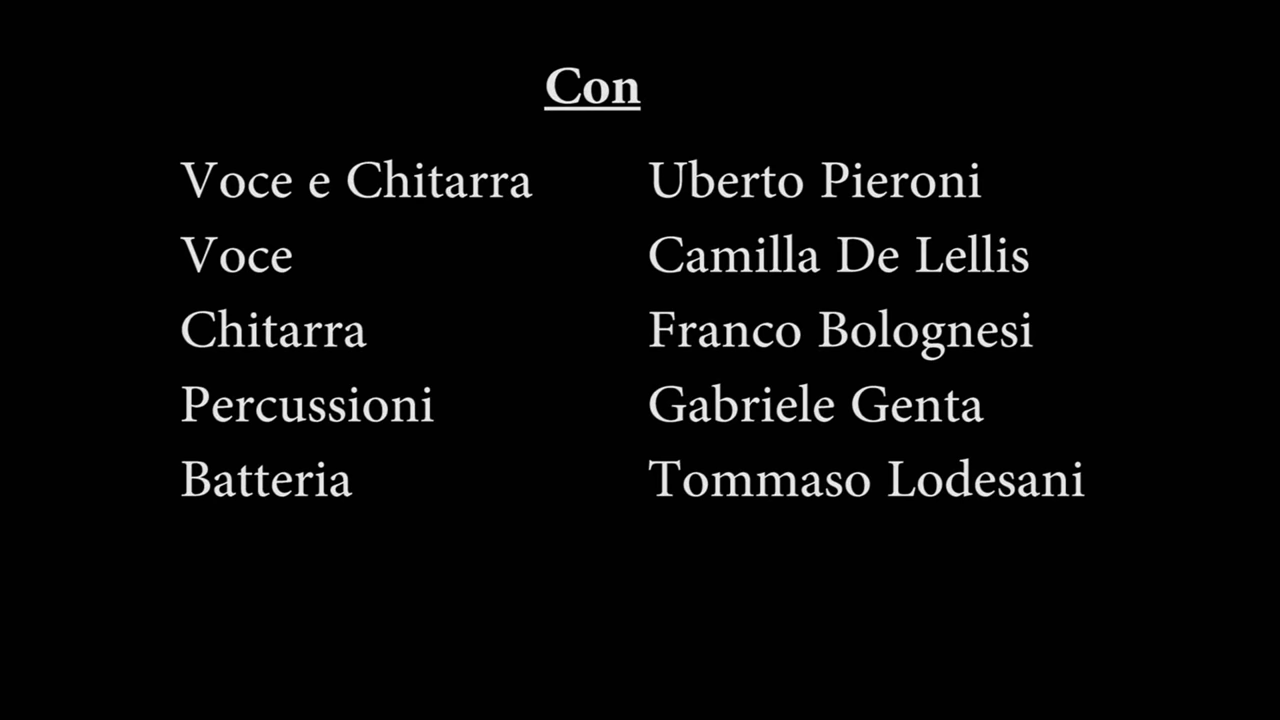 Con
Voce e Chitarra Uberto Pieroni
Voce Camilla De Lellis
Chitarra Franco Bolognesi
Percussioni Gabriele Genta
Batteria Tommaso Lodesani